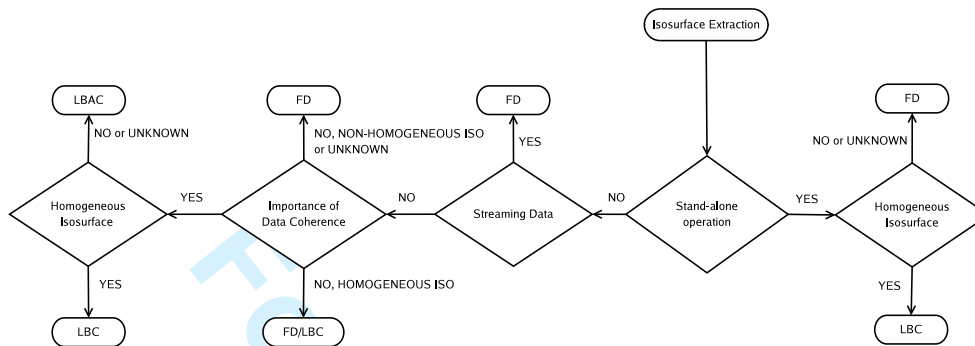 Isosurface Extraction
LBAC
FD
FD
FD
NO or UNKNOWN
NO, NON-HOMOGENEOUS ISO
or UNKNOWN
YES
NO or UNKNOWN
Homogeneous
Isosurface
YES
Importance of
Data Coherence
NO
Streaming Data
NO
Stand-alone
operation
YES
Homogeneous
Isosurface
YES
NO, HOMOGENEOUS ISO
YES
LBC
FD/LBC
LBC